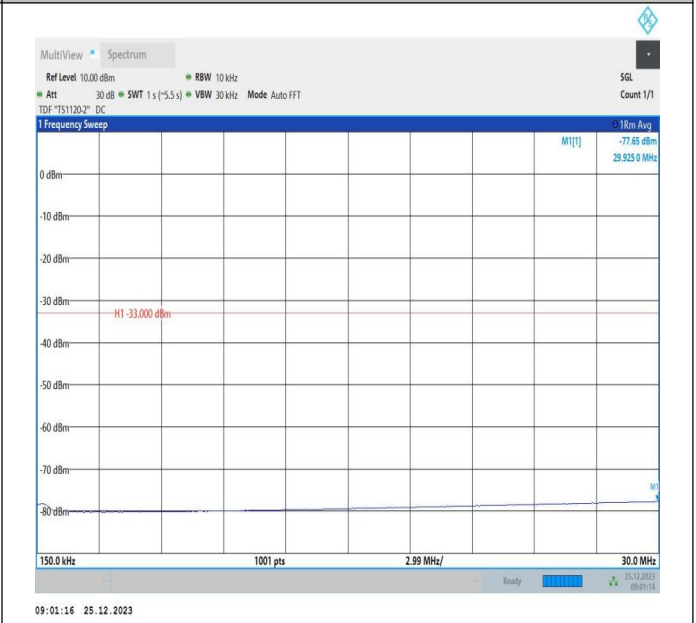 R S
MultiView Spectrum
Ref Level 10.00 dBm RBW 10 kHz SGL
Att 30 dB SWT 1 s (~5.5 s) VBW 30 kHz Mode Auto FFT Count 1/1
TDF "TS1120-2" DC
1 Frequency Sweep 1Rm Avg
M1[1] -77.65 dBm
29.925 0 MHz
0 dBm
-10 dBm
-20 dBm
-30 dBm
H1 -33.000 dBm
-40 dBm
-50 dBm
-60 dBm
-70 dBm
M1
-80 dBm
150.0 kHz 1001 pts 2.99 MHz/ 30.0 MHz
Ready 25.12.2023
09:01:14
09:01:16 25.12.2023